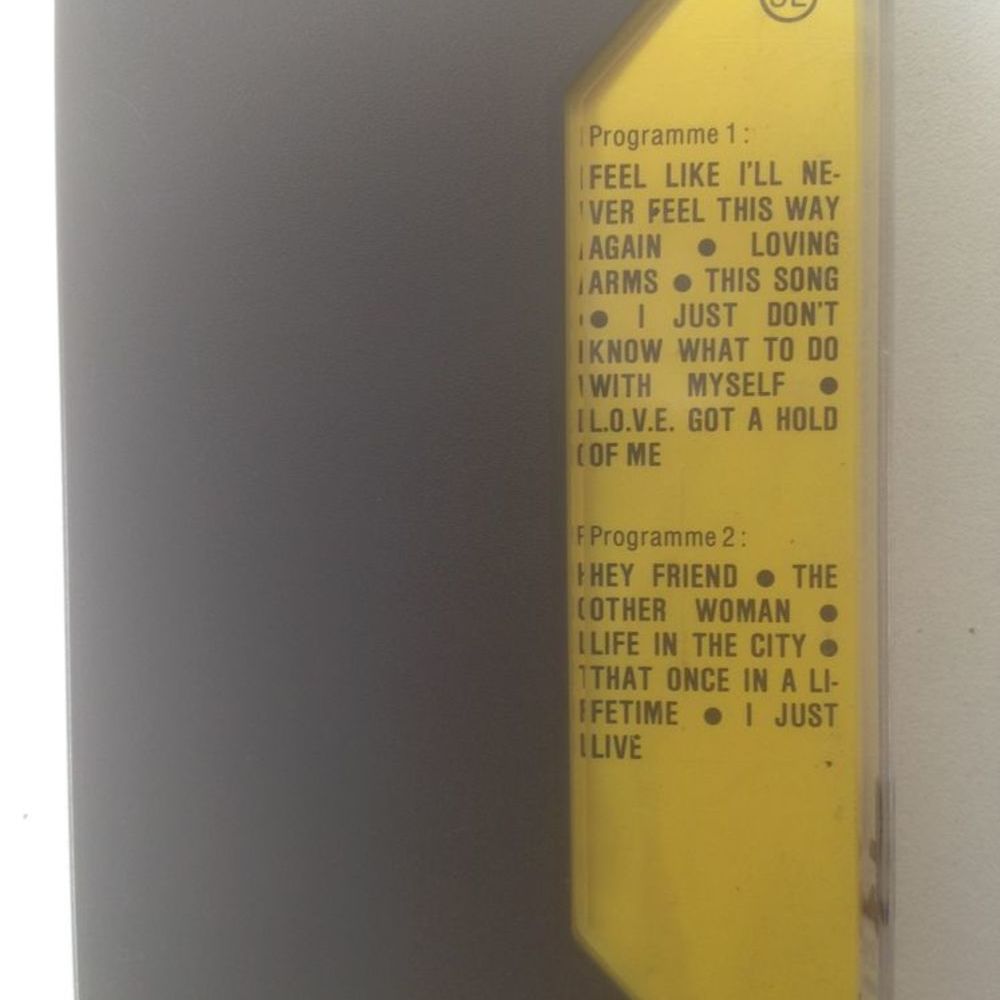 Programme 1:
FEEL LIKE I'LL NE-
VER FEEL THIS WAY
AGAIN ● LOVING
ARMS ● THIS SONG
● I JUST DON'T
KNOW WHAT TO DO
WITH MYSELF ●
L.O.V.E. GOT A HOLD
OF ME
Programme 2:
HEY FRIEND ● THE
OTHER WOMAN ●
LIFE IN THE CITY ●
THAT ONCE IN A LI-
FETIME ● I JUST
LIVE